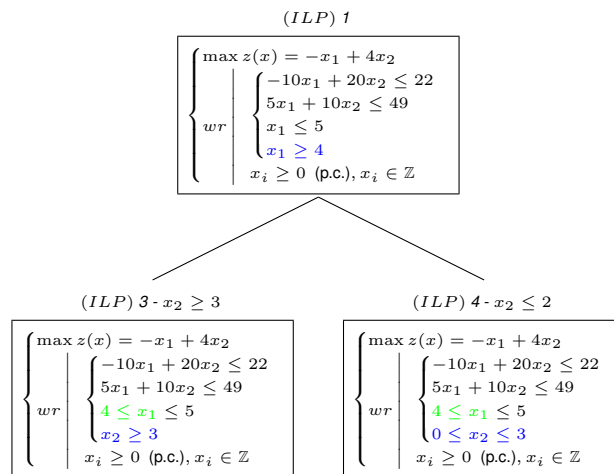 (ILP) 1
max z(x) = −x₁ + 4x₂
−10x₁ + 20x₂ ≤ 22
5x₁ + 10x₂ ≤ 49
wr
x₁ ≤ 5
x₁ ≥ 4
xᵢ ≥ 0 (p.c.), xᵢ ∈ ℤ
(ILP) 3 - x₂ ≥ 3
max z(x) = −x₁ + 4x₂
−10x₁ + 20x₂ ≤ 22
5x₁ + 10x₂ ≤ 49
wr
4 ≤ x₁ ≤ 5
x₂ ≥ 3
xᵢ ≥ 0 (p.c.), xᵢ ∈ ℤ
(ILP) 4 - x₂ ≤ 2
max z(x) = −x₁ + 4x₂
−10x₁ + 20x₂ ≤ 22
5x₁ + 10x₂ ≤ 49
wr
4 ≤ x₁ ≤ 5
0 ≤ x₂ ≤ 3
xᵢ ≥ 0 (p.c.), xᵢ ∈ ℤ